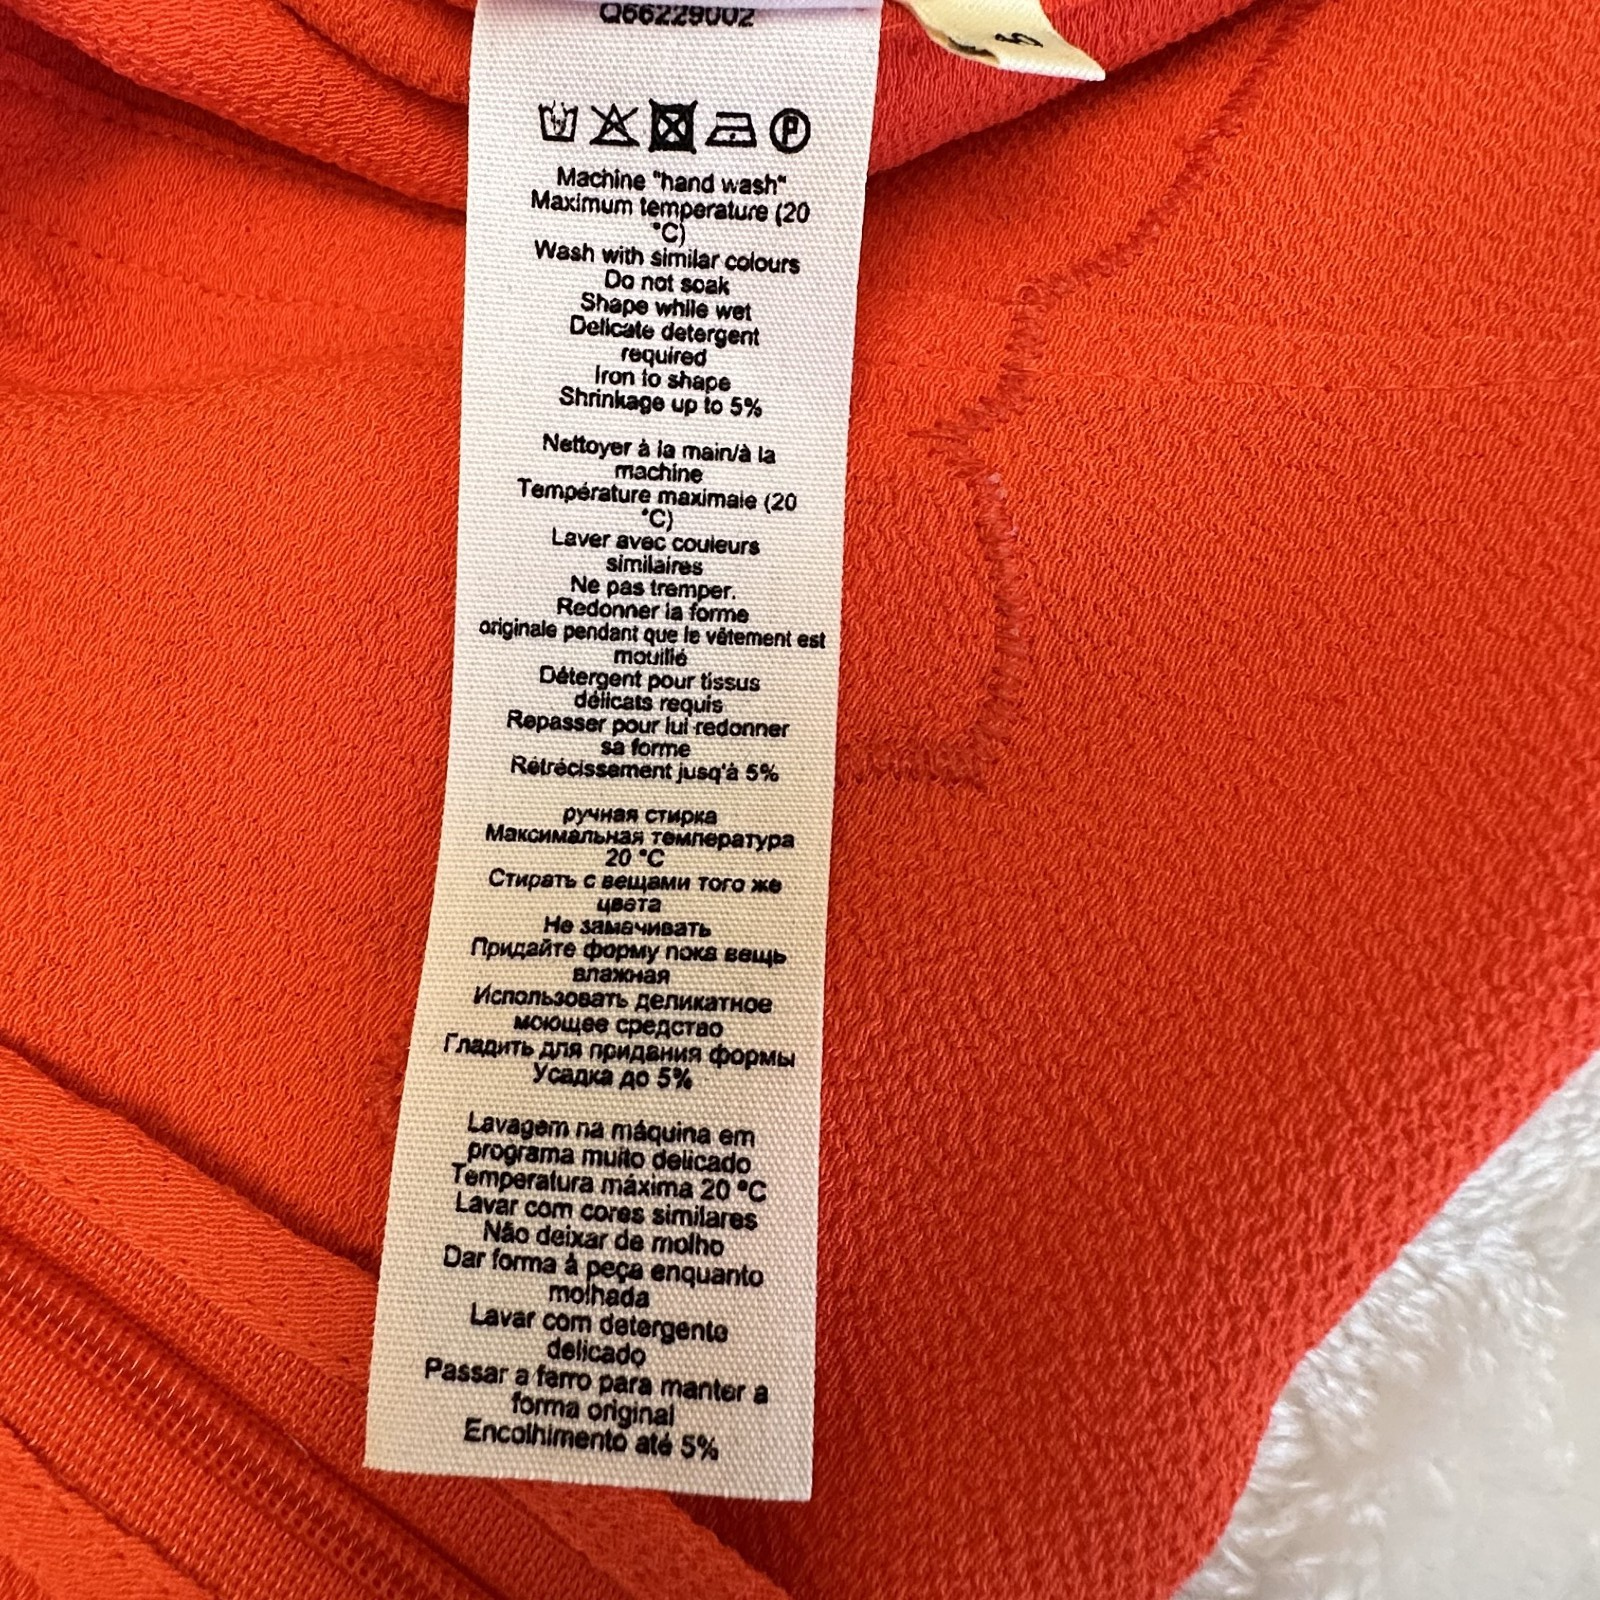 Q66229002
P
Machine "hand wash"
Maximum temperature (20
°C)
Wash with similar colours
Do not soak
Shape while wet
Delicate detergent
required
Iron to shape
Shrinkage up to 5%
Nettoyer à la main/à la
machine
Température maximale (20
°C)
Laver avec couleurs
similaires
Ne pas tremper.
Redonner la forme
originale pendant que le vêtement est
mouillé
Détergent pour tissus
délicats requis
Repasser pour lui redonner
sa forme
Rétrécissement jusq'à 5%
ручная стирка
Максимальная температура
20 °C
Стирать с вещами того же
цвета
Не замачивать
Придайте форму пока вещь
влажная
Использовать деликатное
моющее средство
Гладить для придания формы
Усадка до 5%
Lavagem na máquina em
programa muito delicado
Temperatura máxima 20 °C
Lavar com cores similares
Não deixar de molho
Dar forma à peça enquanto
molhada
Lavar com detergente
delicado
Passar a ferro para manter a
forma original
Encolhimento até 5%